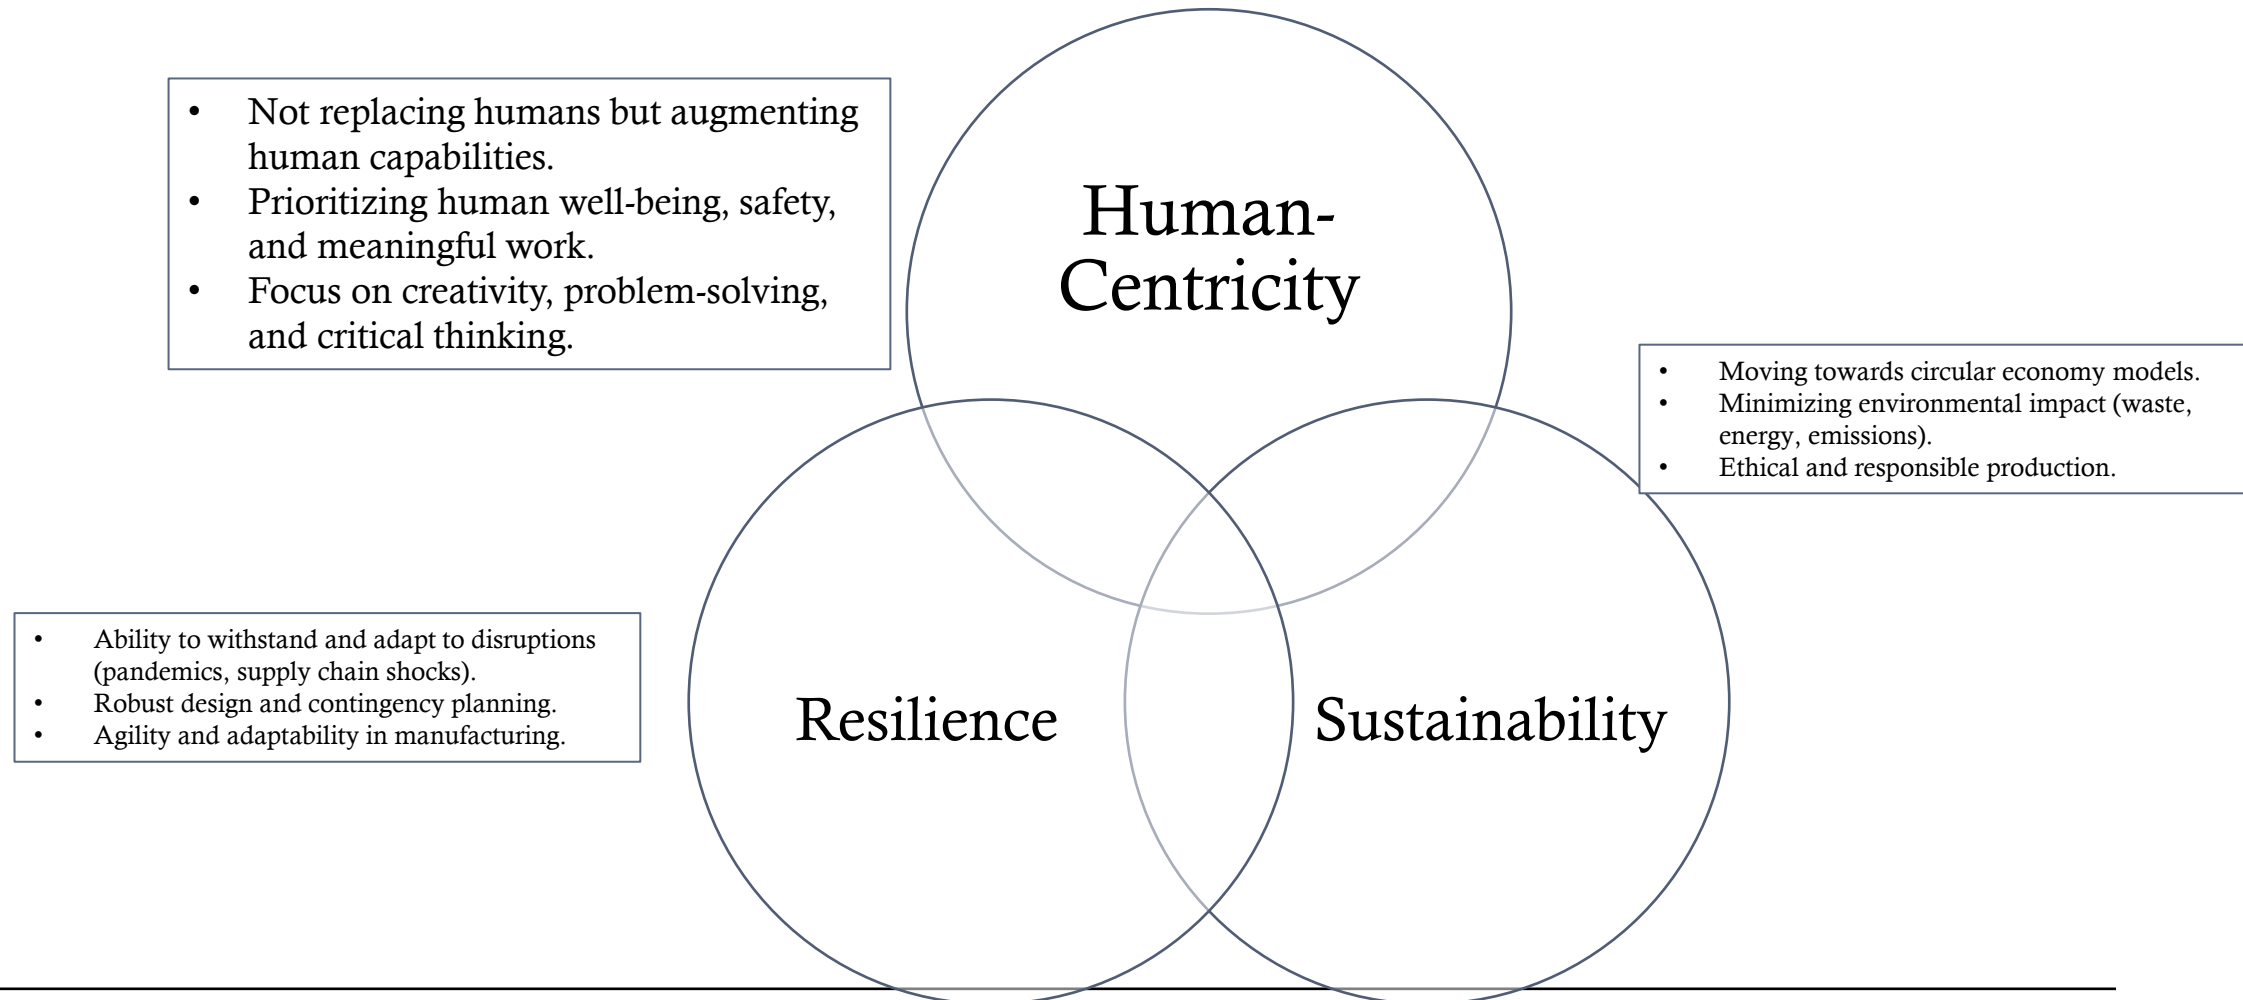 • Not replacing humans but augmenting
human capabilities.
• Prioritizing human well-being, safety,
and meaningful work.
• Focus on creativity, problem-solving,
and critical thinking.
Human-
Centricity
• Moving towards circular economy models.
• Minimizing environmental impact (waste,
energy, emissions).
• Ethical and responsible production.
• Ability to withstand and adapt to disruptions
(pandemics, supply chain shocks).
• Robust design and contingency planning.
• Agility and adaptability in manufacturing.
Resilience
Sustainability